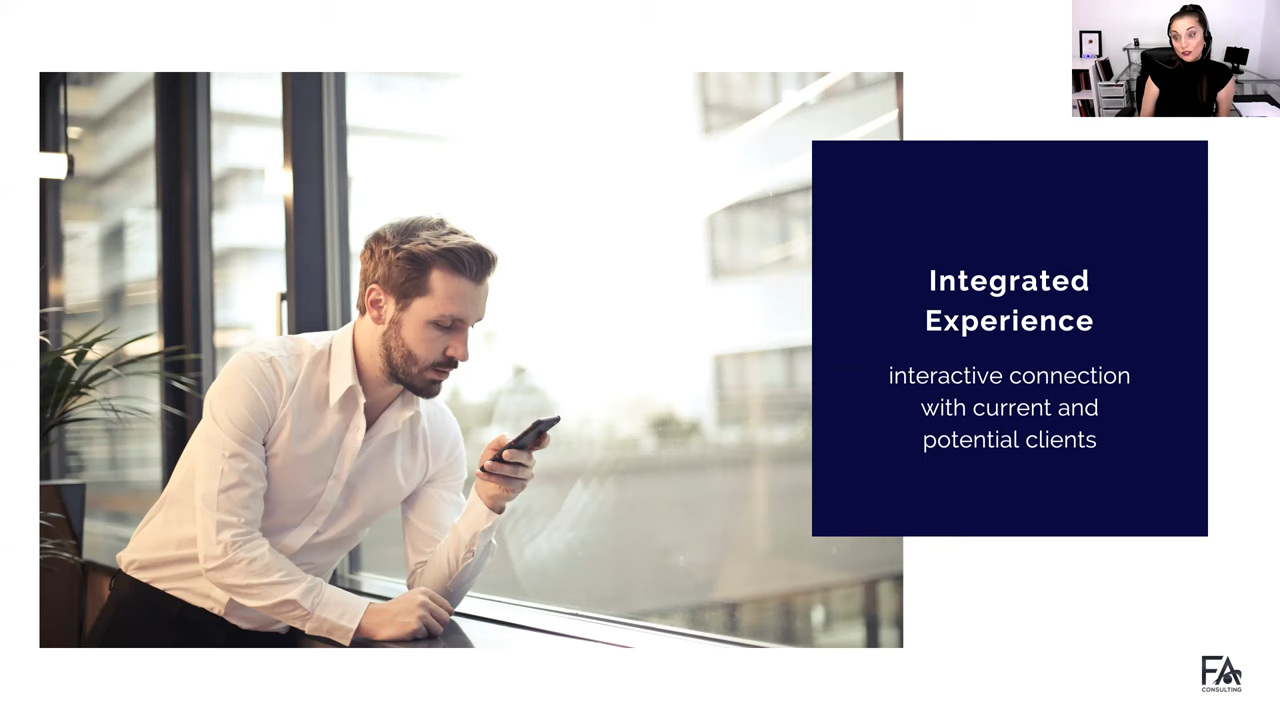 Integrated
Experience
interactive connection
with current and
potential clients
FA
CONSULTING